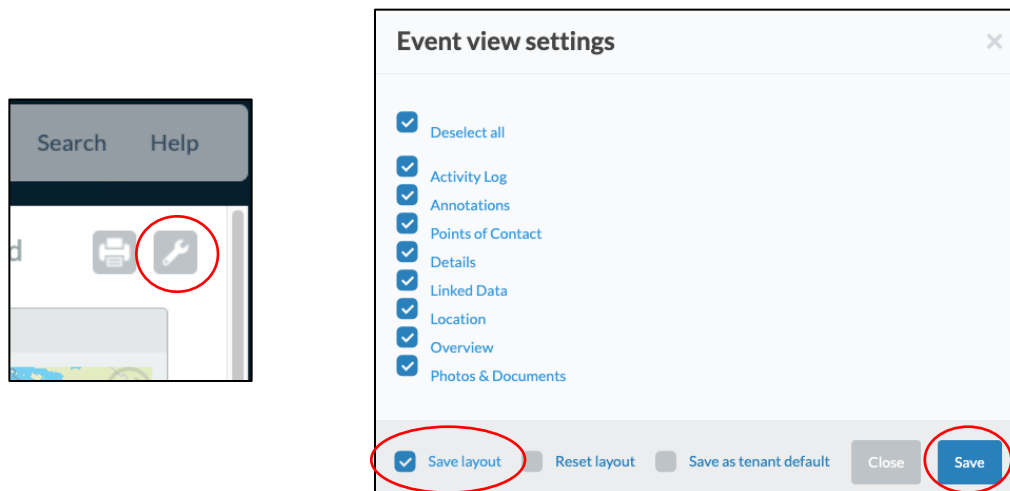 Search Help
d
Event view settings
Deselect all
Activity Log
Annotations
Points of Contact
Details
Linked Data
Location
Overview
Photos & Documents
Save layout Reset layout Save as tenant default Close Save